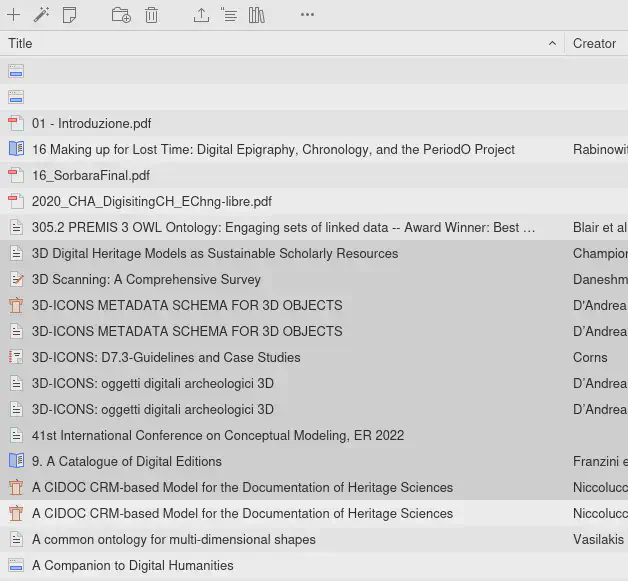 Title Creator
01 - Introduzione.pdf
16 Making up for Lost Time: Digital Epigraphy, Chronology, and the PeriodO Project Rabinowi
16_SorbaraFinal.pdf
2020_CHA_DigisitingCH_EChng-libre.pdf
305.2 PREMIS 3 OWL Ontology: Engaging sets of linked data -- Award Winner: Best ... Blair et al
3D Digital Heritage Models as Sustainable Scholarly Resources Champion
3D Scanning: A Comprehensive Survey Daneshm
3D-ICONS METADATA SCHEMA FOR 3D OBJECTS D'Andrea
3D-ICONS METADATA SCHEMA FOR 3D OBJECTS D’Andrea
3D-ICONS: D7.3-Guidelines and Case Studies Corns
3D-ICONS: oggetti digitali archeologici 3D D’Andrea
3D-ICONS: oggetti digitali archeologici 3D D’Andrea
41st International Conference on Conceptual Modeling, ER 2022
9. A Catalogue of Digital Editions Franzini e
A CIDOC CRM-based Model for the Documentation of Heritage Sciences Niccolucc
A CIDOC CRM-based Model for the Documentation of Heritage Sciences Niccolucc
A common ontology for multi-dimensional shapes Vasilakis
A Companion to Digital Humanities